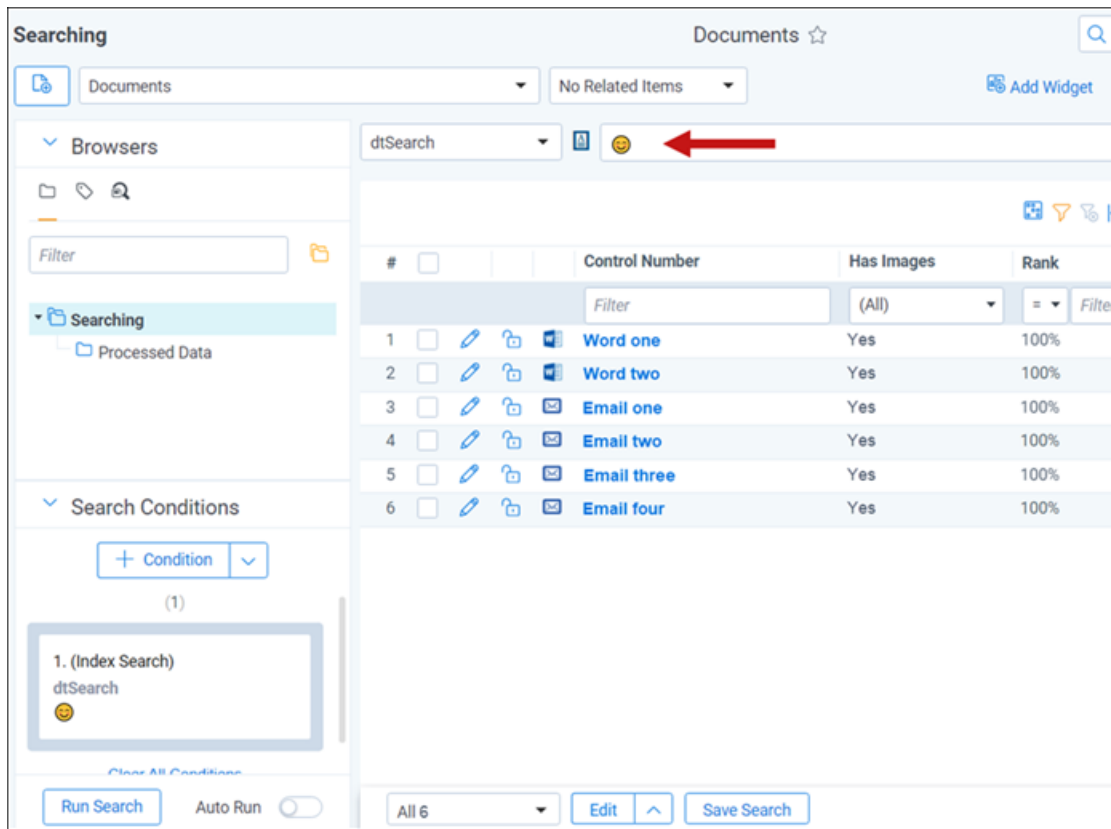 Searching
Documents
Documents
No Related Items
Add Widget
Browsers
dtSearch
😊
Filter
Searching
Processed Data
# Control Number Has Images Rank
Filter (All) =
1 Word one Yes 100%
2 Word two Yes 100%
3 Email one Yes 100%
4 Email two Yes 100%
5 Email three Yes 100%
6 Email four Yes 100%
Search Conditions
+ Condition
(1)
1. (Index Search)
dtSearch
😊
Clear All Conditions
Run Search
Auto Run
All 6
Edit
Save Search